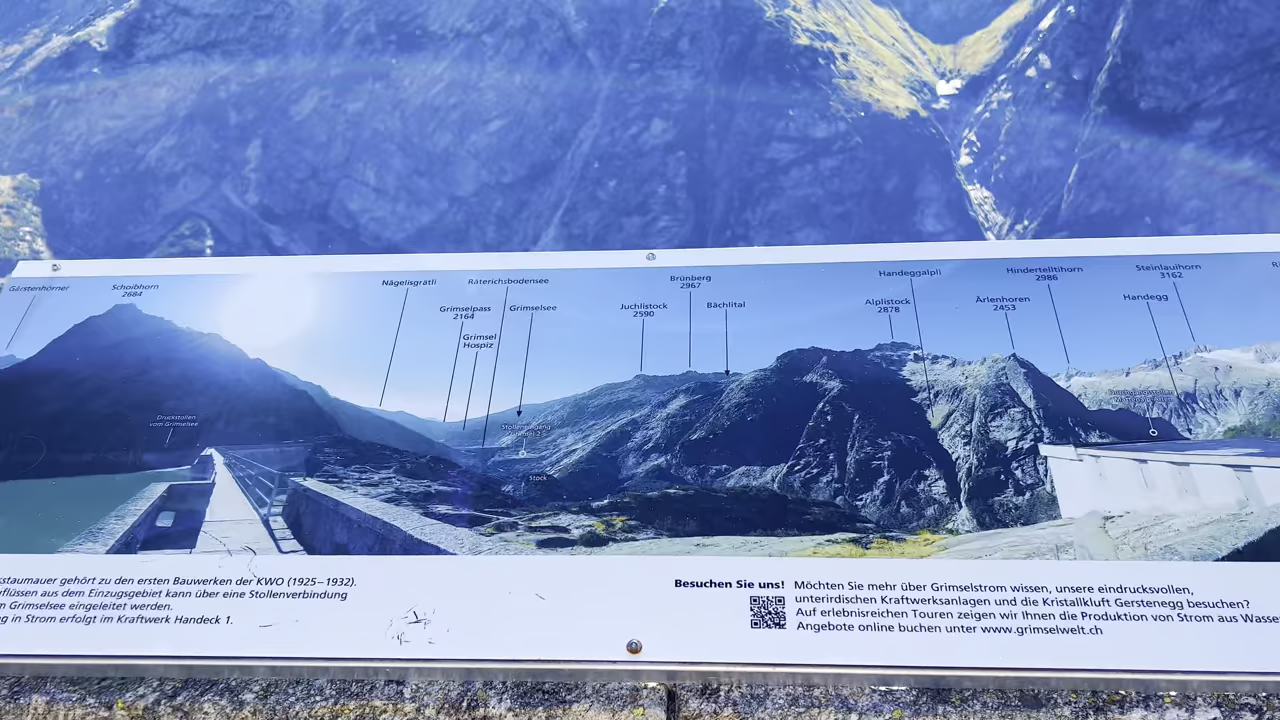 Gärstenhörner
Schoibhorn
2684
Nägelisgrätli
Grimselpass
2164
Grimsel
Hospiz
Räterichsbodensee
Grimselsee
Juchlistock
2590
Brünberg
2967
Bächlital
Alplistock
2878
Handeggalpli
Ärlenhoren
2453
Hintertelltihorn
2986
Handegg
Steinlauihorn
3162
Druckstollen
vom Grimselsee
Stock
kstaumauer gehört zu den ersten Bauwerken der KWO (1925–1932).
flüssen aus dem Einzugsgebiet kann über eine Stollenverbindung
m Grimselsee eingeleitet werden.
g in Strom erfolgt im Kraftwerk Handeck 1.
Besuchen Sie uns! Möchten Sie mehr über Grimselstrom wissen, unsere eindrucksvollen,
unterirdischen Kraftwerksanlagen und die Kristallkluft Gerstenegg besuchen?
Auf erlebnisreichen Touren zeigen wir Ihnen die Produktion von Strom aus Wasse
Angebote online buchen unter www.grimselwelt.ch